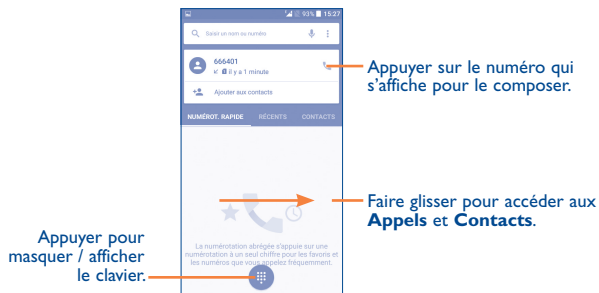 93% 15:27
Saisir un nom ou numéro
666401
Il y a 1 minute
Ajouter aux contacts
NUMÉROT. RAPIDE RÉCENTS CONTACTS
La numérotation abrégée s'appuie sur une
numérotation à un seul chiffre pour les favoris et
les numéros que vous appelez fréquemment.
Appuyer sur le numéro qui
s'affiche pour le composer.
Faire glisser pour accéder aux
Appels et Contacts.
Appuyer pour
masquer / afficher
le clavier.